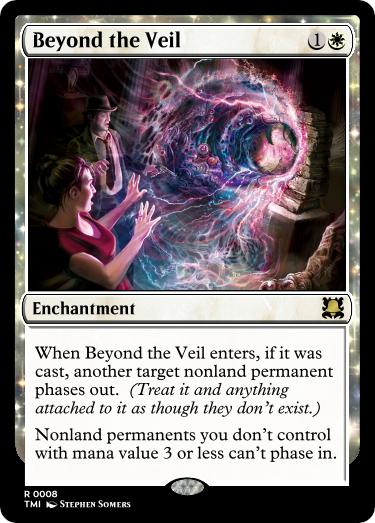 Beyond the Veil 1
Enchantment
When Beyond the Veil enters, if it was
cast, another target nonland permanent
phases out. (Treat it and anything
attached to it as though they don't exist.)
Nonland permanents you don't control
with mana value 3 or less can't phase in.
R 0008
TMI Stephen Somers